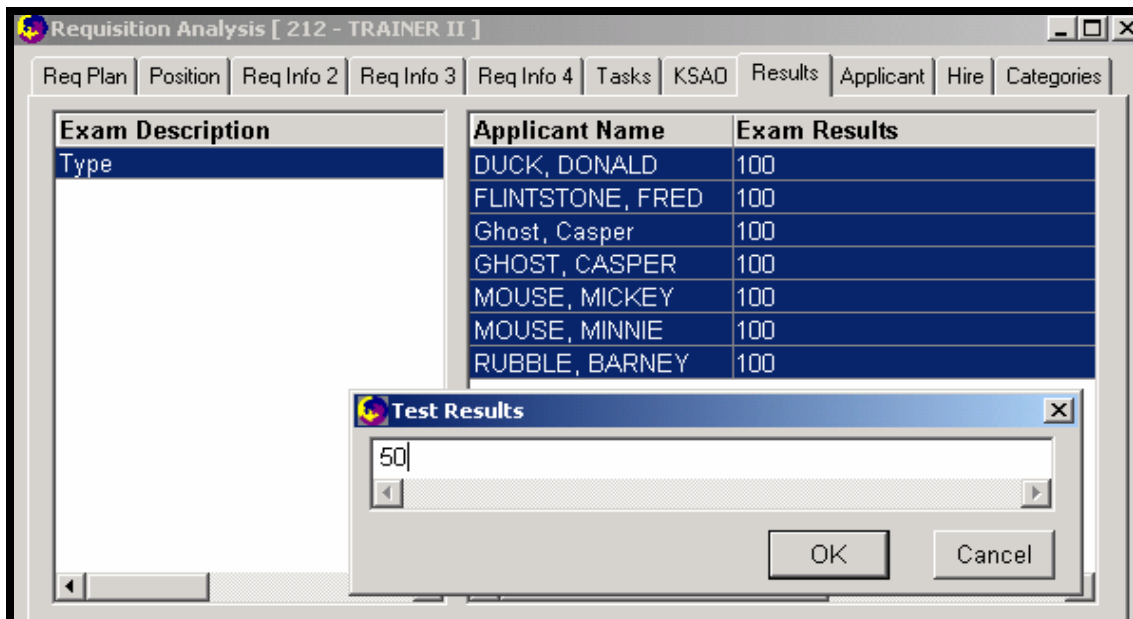 Requisition Analysis [ 212 - TRAINER II ]
Req Plan Position Req Info 2 Req Info 3 Req Info 4 Tasks KSAO Results Applicant Hire Categories
Exam Description
Type
Applicant Name Exam Results
DUCK, DONALD 100
FLINTSTONE, FRED 100
Ghost, Casper 100
GHOST, CASPER 100
MOUSE, MICKEY 100
MOUSE, MINNIE 100
RUBBLE, BARNEY 100
Test Results
50
OK Cancel